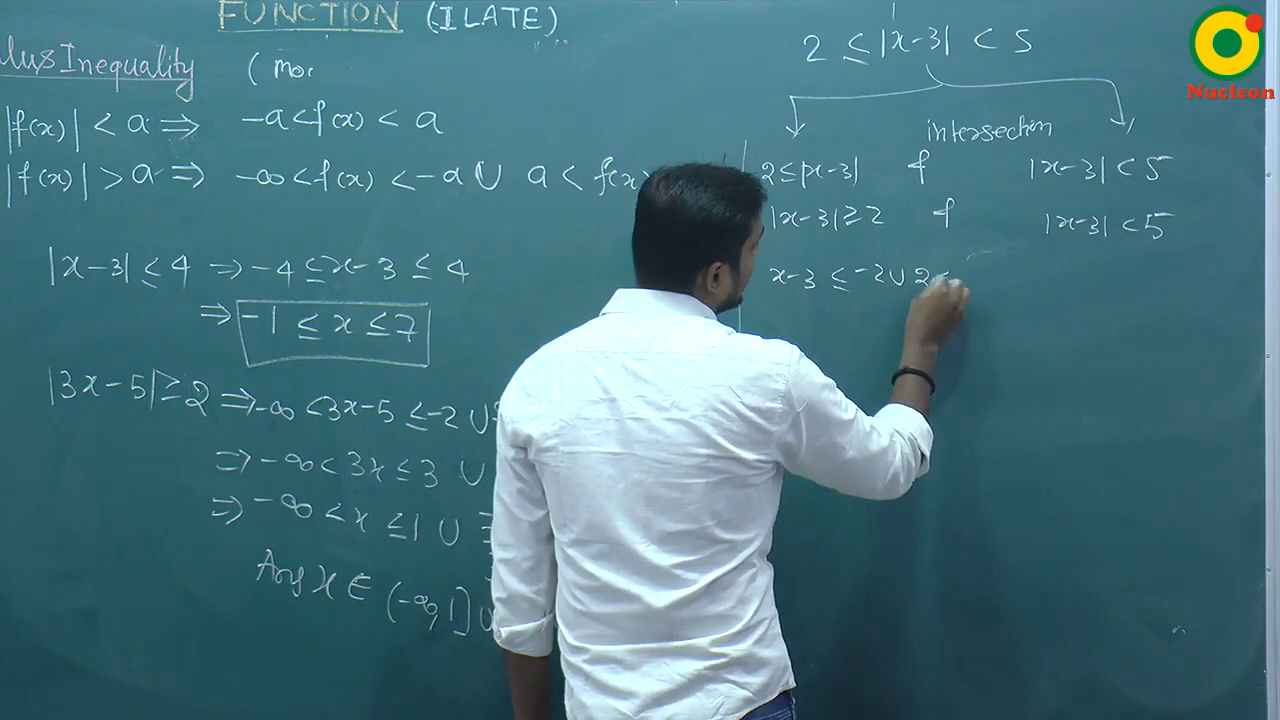 FUNCTION (ILATE)
lus Inequality (Mo
|f(x)| < a ⇒ -a < f(x) < a
|f(x)| > a ⇒ -∞ < f(x) < -a ∪ a < f(x)
|x-3| ≤ 4 ⇒ -4 ≤ x-3 ≤ 4
⇒ -1 ≤ x ≤ 7
|3x-5| ≥ 2 ⇒ -∞ < 3x-5 ≤ -2 ∪
⇒ -∞ < 3x ≤ 3 ∪
⇒ -∞ < x ≤ 1 ∪
Ans x ∈ (-∞, 1] ∪
2 ≤ |x-3| < 5
intersection
2 ≤ |x-3| & |x-3| < 5
|x-3| ≥ 2 & |x-3| < 5
x-3 ≤ -2 ∪ 2 ≤
Nucleon